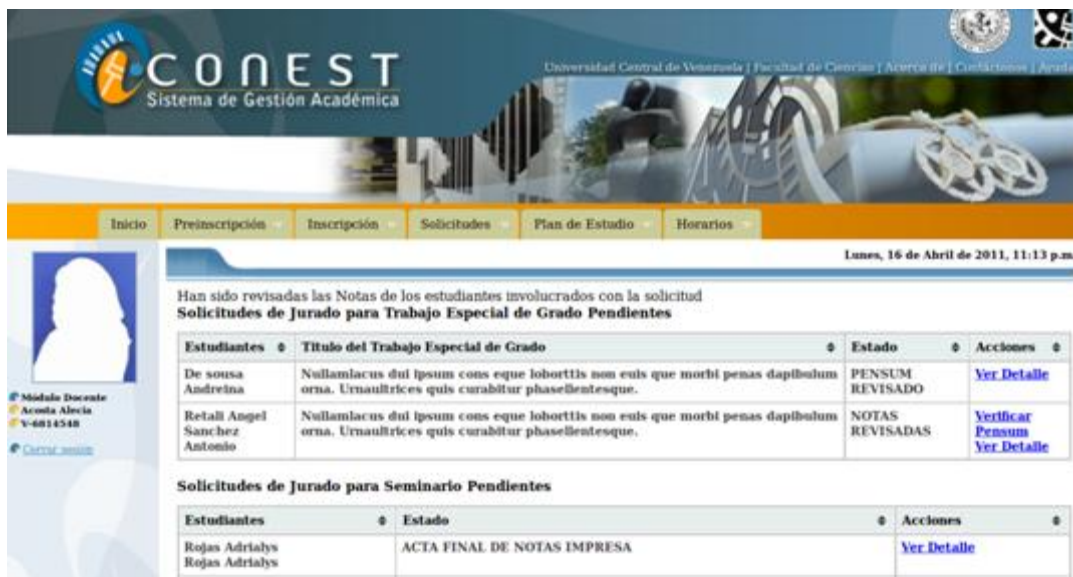 CONEST
Sistema de Gestión Académica
Universidad Central de Venezuela | Facultad de Ciencias | Acerca de | Contáctenos | Ayuda
Inicio Preinscripción Inscripción Solicitudes Plan de Estudio Horarios
Lunes, 16 de Abril de 2011, 11:13 p.m
Módulo Docente
Acosta Alecia
V-6814548
Cerrar sesión
Han sido revisadas las Notas de los estudiantes involucrados con la solicitud
Solicitudes de Jurado para Trabajo Especial de Grado Pendientes
Estudiantes Titulo del Trabajo Especial de Grado Estado Acciones
De sousa Nullamlacus dui ipsum cons eque loborttis non euis que morbi penas dapibulum PENSUM Ver Detalle
Andreina orna. Urnaultrices quis curabitur phasellentesque. REVISADO
Retali Angel Nullamlacus dui ipsum cons eque loborttis non euis que morbi penas dapibulum NOTAS Verificar
Sanchez orna. Urnaultrices quis curabitur phasellentesque. REVISADAS Pensum
Antonio Ver Detalle
Solicitudes de Jurado para Seminario Pendientes
Estudiantes Estado Acciones
Rojas Adrialys ACTA FINAL DE NOTAS IMPRESA Ver Detalle
Rojas Adrialys